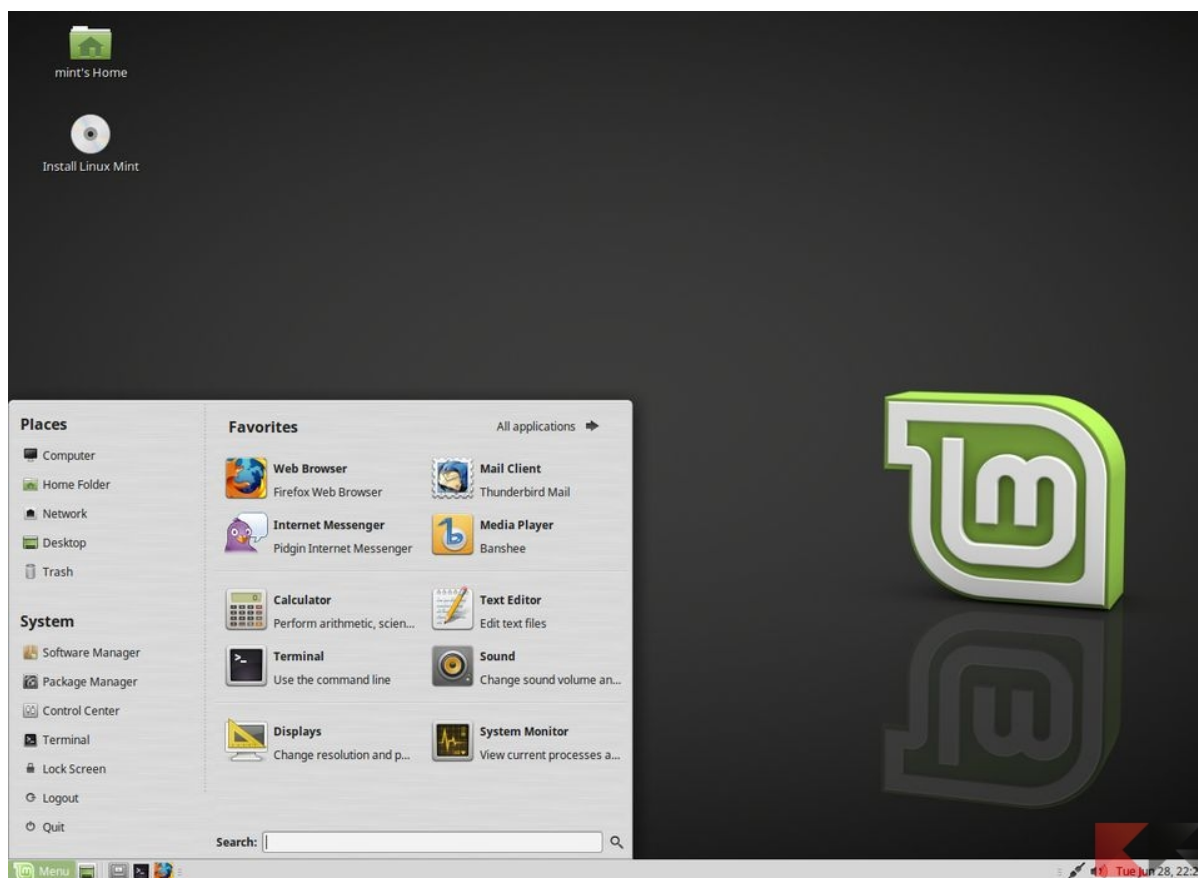 mint's Home
Install Linux Mint
Places
Computer
Home Folder
Network
Desktop
Trash
System
Software Manager
Package Manager
Control Center
Terminal
Lock Screen
Logout
Quit
Favorites
All applications
Web Browser
Firefox Web Browser
Mail Client
Thunderbird Mail
Internet Messenger
Pidgin Internet Messenger
Media Player
Banshee
Calculator
Perform arithmetic, scien...
Text Editor
Edit text files
Terminal
Use the command line
Sound
Change sound volume an...
Displays
Change resolution and p...
System Monitor
View current processes a...
Search:
Menu
Tue Jun 28, 22:2